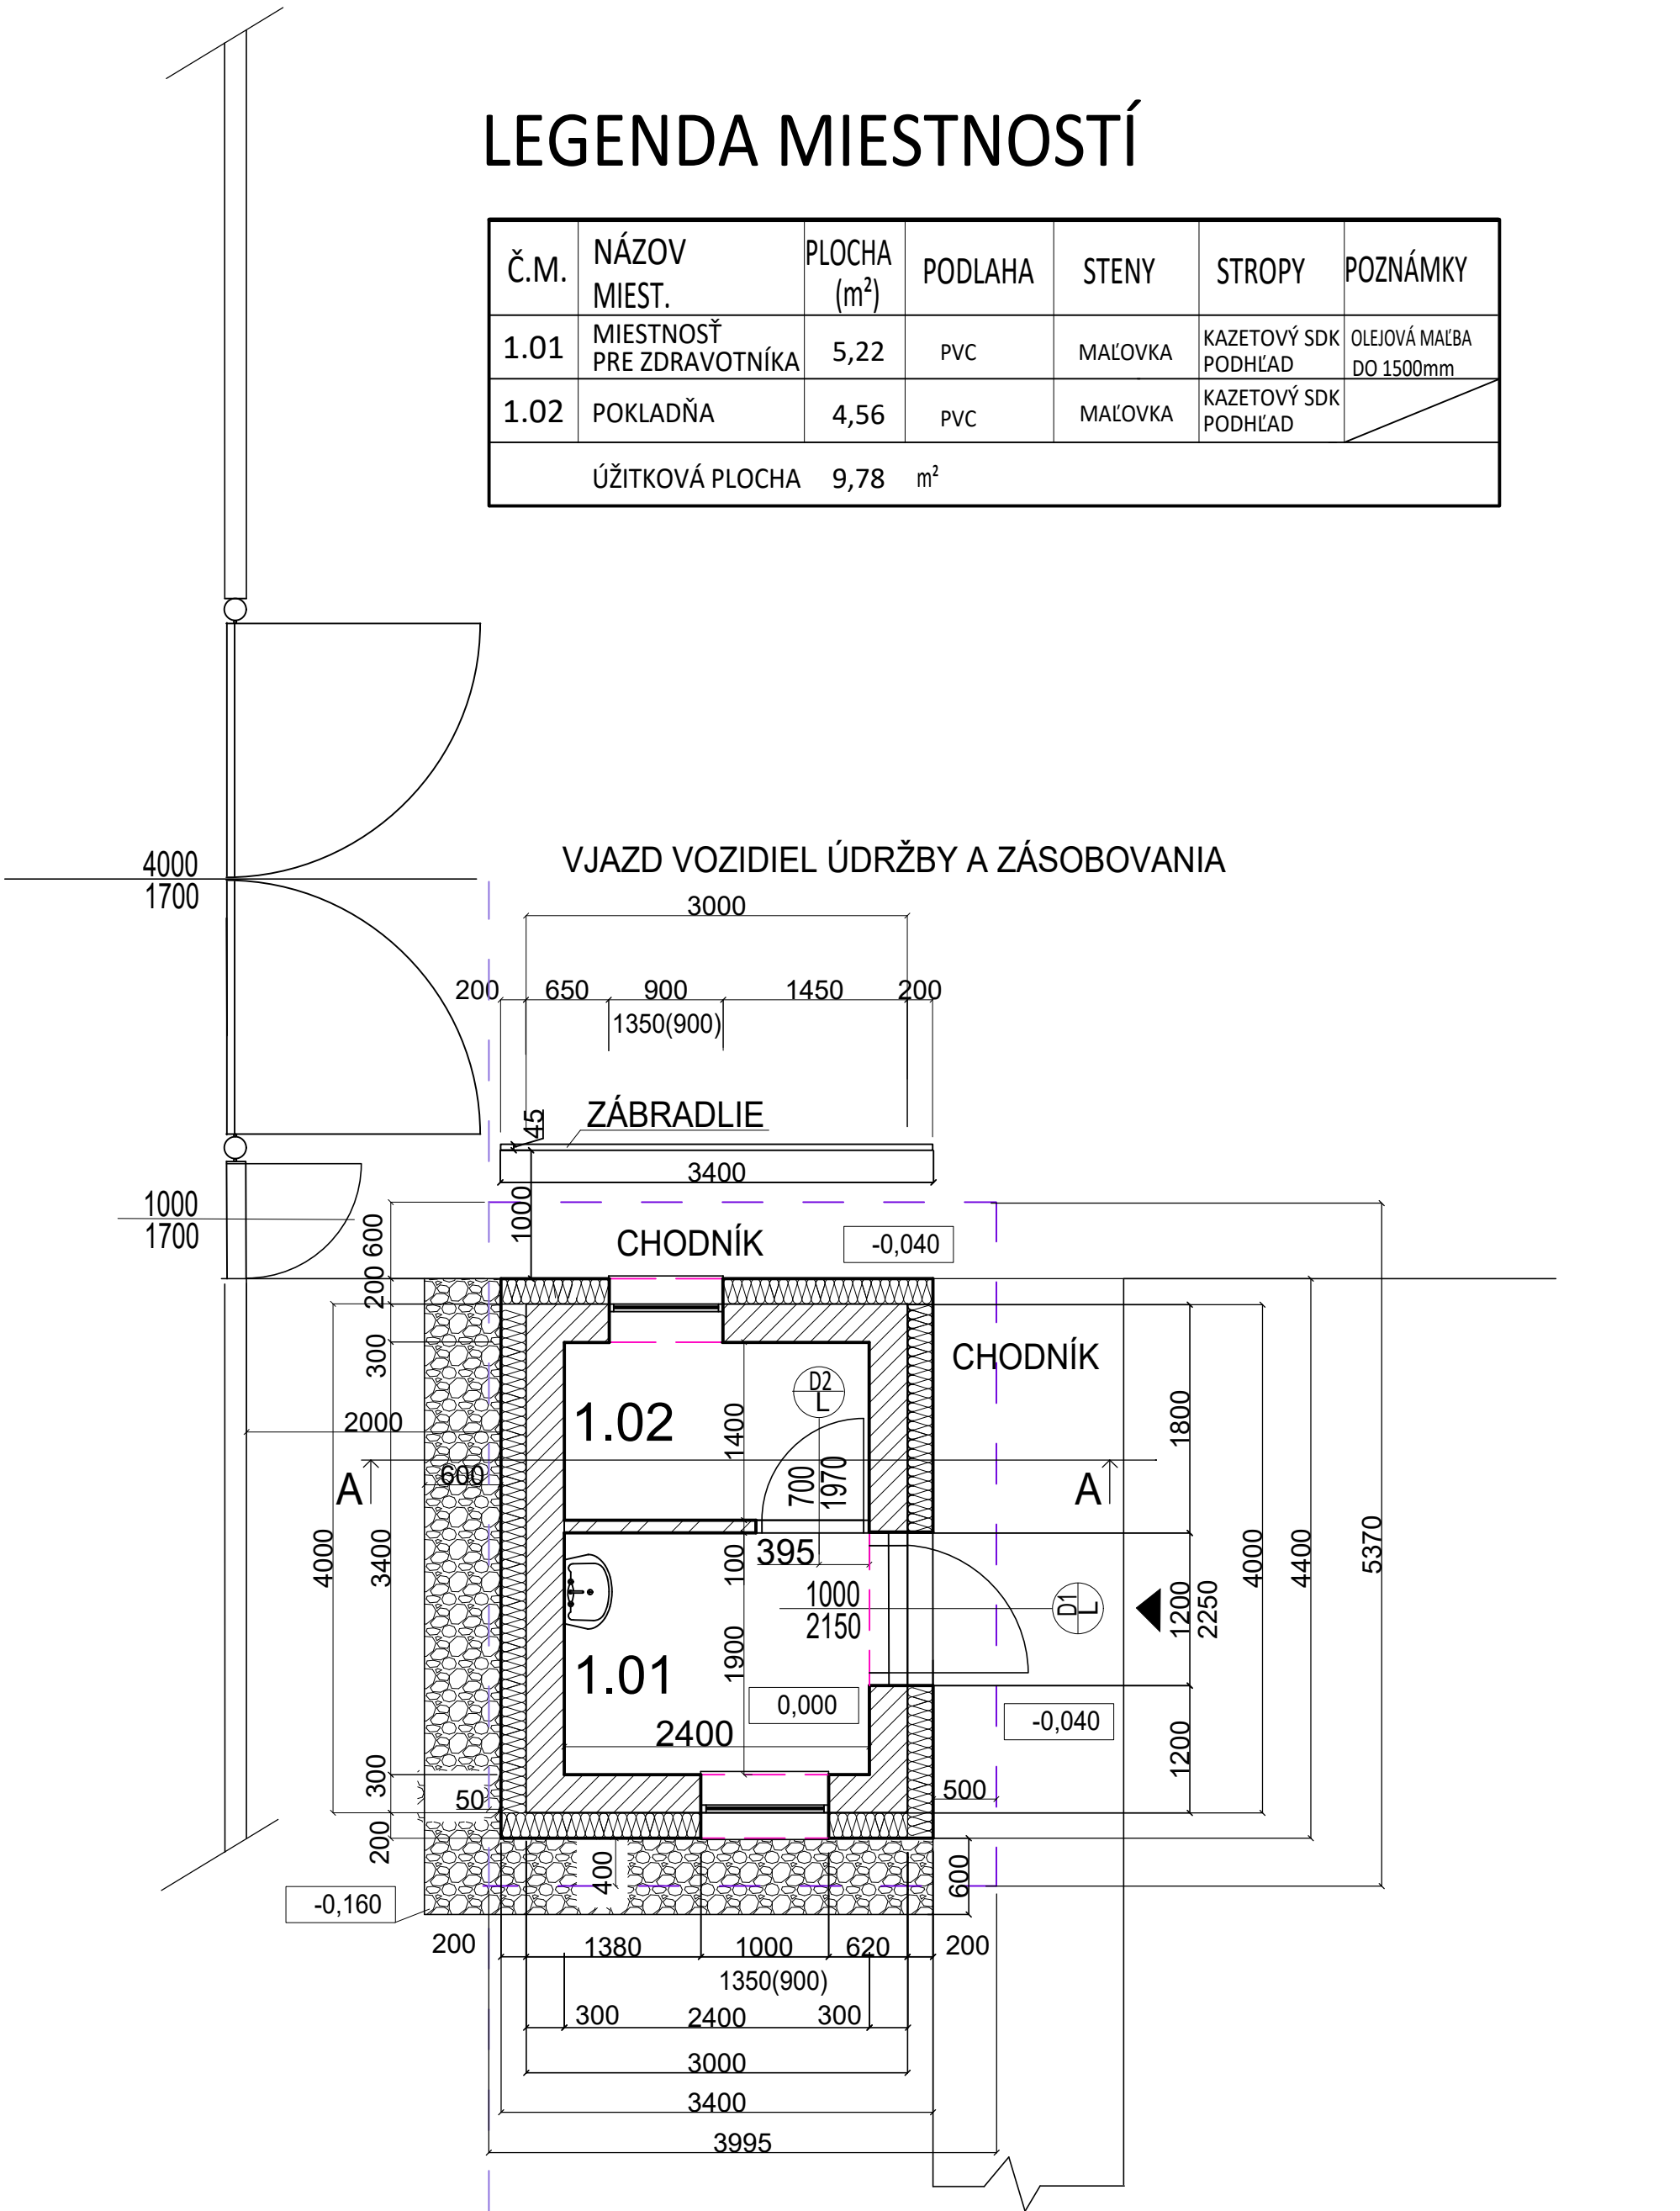 LEGENDA MIESTNOSTÍ
Č.M. NÁZOV MIEST. PLOCHA (m²) PODLAHA STENY STROPY POZNÁMKY
1.01 MIESTNOSŤ PRE ZDRAVOTNÍKA 5,22 PVC MAĽOVKA KAZETOVÝ SDK PODHĽAD OLEJOVÁ MAĽBA DO 1500mm
1.02 POKLADŇA 4,56 PVC MAĽOVKA KAZETOVÝ SDK PODHĽAD
ÚŽITKOVÁ PLOCHA 9,78 m²
4000
1700
VJAZD VOZIDIEL ÚDRŽBY A ZÁSOBOVANIA
3000
200 650 900 1450 200
1350(900)
45
ZÁBRADLIE
3400
1000
1000
1700
600
CHODNÍK
-0,040
200
300
CHODNÍK
D2
L
1.02
1400
1800
2000
600
A
A
700
1970
4000
3400
100
395
1000
2150
D1
L
1200
2250
4000
4400
5370
1.01
1900
0,000
-0,040
2400
1200
300
50
500
200
400
600
-0,160
200 1380 1000 620 200
1350(900)
300 2400 300
3000
3400
3995